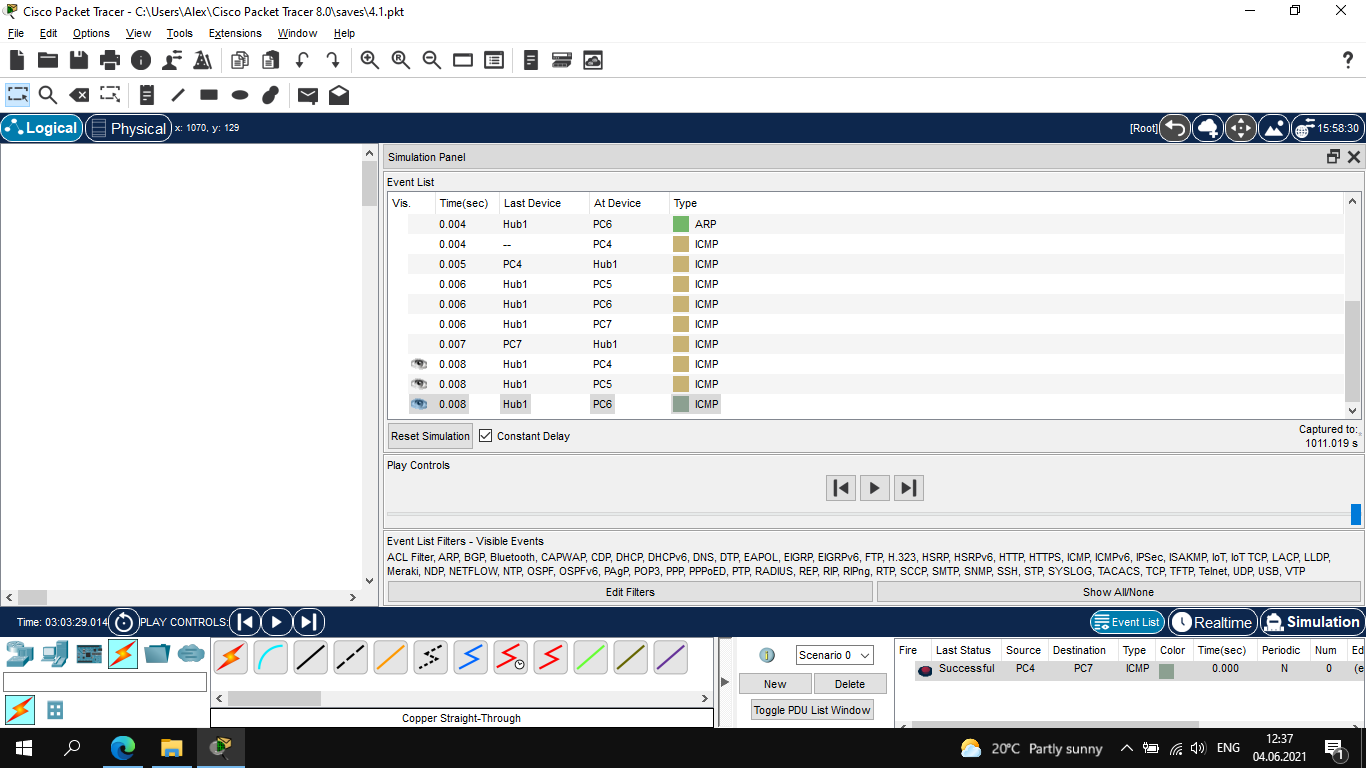 Cisco Packet Tracer - C:\Users\Alex\Cisco Packet Tracer 8.0\saves\4.1.pkt
File Edit Options View Tools Extensions Window Help
?
Logical Physical x: 1070, y: 129 [Root] 15:58:30
Simulation Panel
Event List
Vis. Time(sec) Last Device At Device Type
0.004 Hub1 PC6 ARP
0.004 -- PC4 ICMP
0.005 PC4 Hub1 ICMP
0.006 Hub1 PC5 ICMP
0.006 Hub1 PC6 ICMP
0.006 Hub1 PC7 ICMP
0.007 PC7 Hub1 ICMP
0.008 Hub1 PC4 ICMP
0.008 Hub1 PC5 ICMP
0.008 Hub1 PC6 ICMP
Reset Simulation Constant Delay Captured to:
1011.019 s
Play Controls
Event List Filters - Visible Events
ACL Filter, ARP, BGP, Bluetooth, CAPWAP, CDP, DHCP, DHCPv6, DNS, DTP, EAPOL, EIGRP, EIGRPv6, FTP, H.323, HSRP, HSRPv6, HTTP, HTTPS, ICMP, ICMPv6, IPSec, ISAKMP, IoT, IoT TCP, LACP, LLDP,
Meraki, NDP, NETFLOW, NTP, OSPF, OSPFv6, PAgP, POP3, PPP, PPPoED, PTP, RADIUS, REP, RIP, RIPng, RTP, SCCP, SMTP, SNMP, SSH, STP, SYSLOG, TACACS, TCP, TFTP, Telnet, UDP, USB, VTP
Edit Filters Show All/None
Time: 03:03:29.014 PLAY CONTROLS: Event List Realtime Simulation
Scenario 0
New Delete
Toggle PDU List Window
Fire Last Status Source Destination Type Color Time(sec) Periodic Num Ed
Successful PC4 PC7 ICMP 0.000 N 0 (e
Copper Straight-Through
20°C Partly sunny ENG 12:37
04.06.2021
1